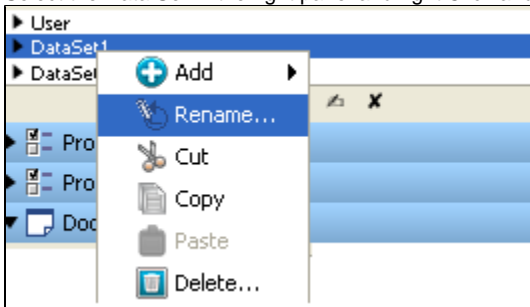 User
DataSet1
DataSet
Add
Rename...
Pro
Cut
Pro
Copy
Doc
Paste
Delete...